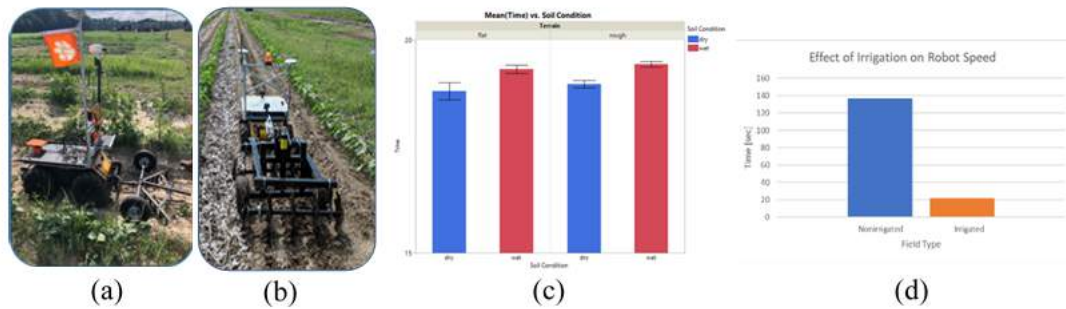 Mean(Time) vs. Soil Condition
Terrain
flat
rough
Soil Condition
dry
wet
20
Time
15
dry
wet
dry
wet
Soil Condition
Effect of Irrigation on Robot Speed
160
140
120
100
80
60
40
20
0
Time [sec]
Nonirrigated
Irrigated
Field Type
(a)
(b)
(c)
(d)